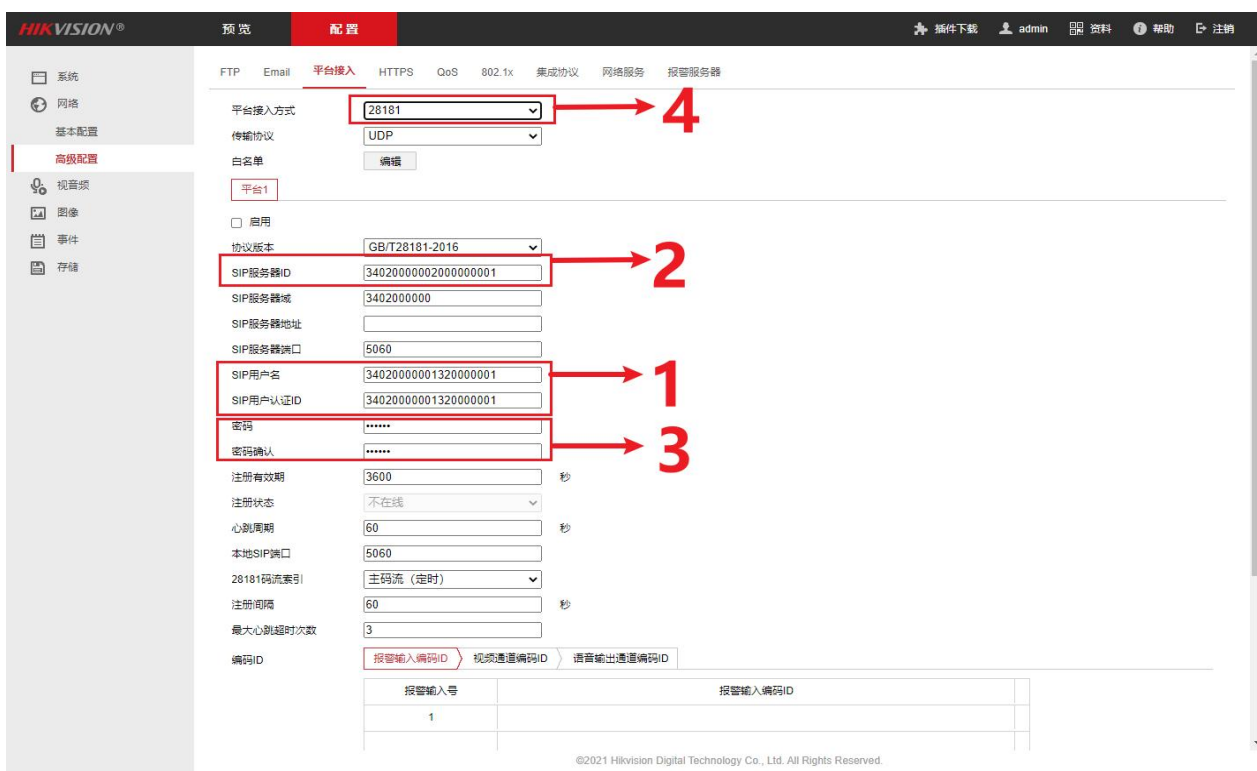 HIKVISION® 预览 配置 插件下载 admin 资料 帮助 注销
系统
网络
基本配置
高级配置
视音频
图像
事件
存储
FTP Email 平台接入 HTTPS QoS 802.1x 集成协议 网络服务 报警服务器
平台接入方式 28181 4
传输协议 UDP
白名单 编辑
平台1
启用
协议版本 GB/T28181-2016
SIP服务器ID 34020000002000000001 2
SIP服务器域 3402000000
SIP服务器地址
SIP服务器端口 5060
SIP用户名 34020000001320000001 1
SIP用户认证ID 34020000001320000001
密码 ••••••
密码确认 •••••• 3
注册有效期 3600 秒
注册状态 不在线
心跳周期 60 秒
本地SIP端口 5060
28181码流索引 主码流（定时）
注册间隔 60 秒
最大心跳超时次数 3
编码ID 报警输入编码ID 视频通道编码ID 语音输出通道编码ID
报警输入号 报警输入编码ID
1
©2021 Hikvision Digital Technology Co., Ltd. All Rights Reserved.